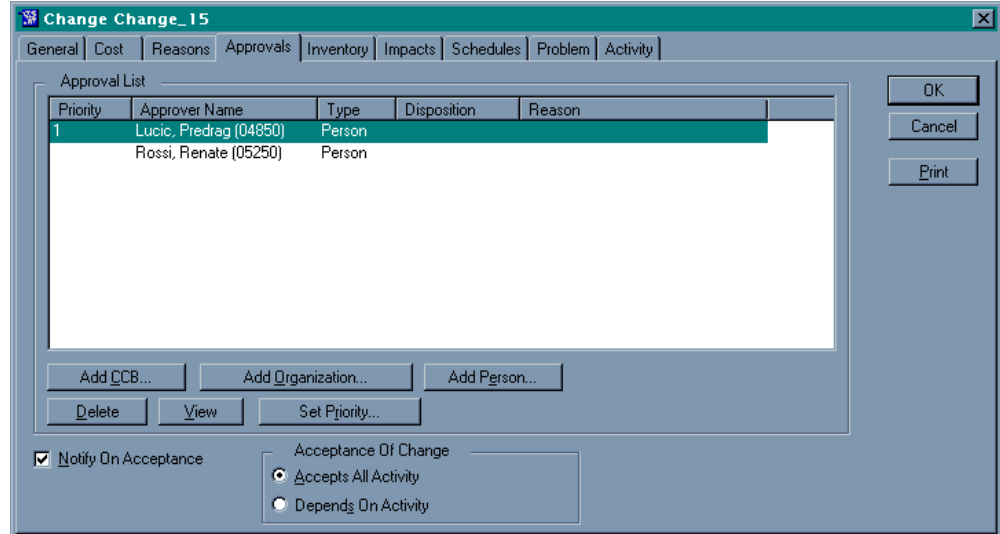 Change Change_15
General Cost Reasons Approvals Inventory Impacts Schedules Problem Activity
Approval List
Priority Approver Name Type Disposition Reason
1 Lucic, Predrag (04850) Person
Rossi, Renate (05250) Person
OK
Cancel
Print
Add CCB... Add Organization... Add Person...
Delete View Set Priority...
Notify On Acceptance
Acceptance Of Change
Accepts All Activity
Depends On Activity